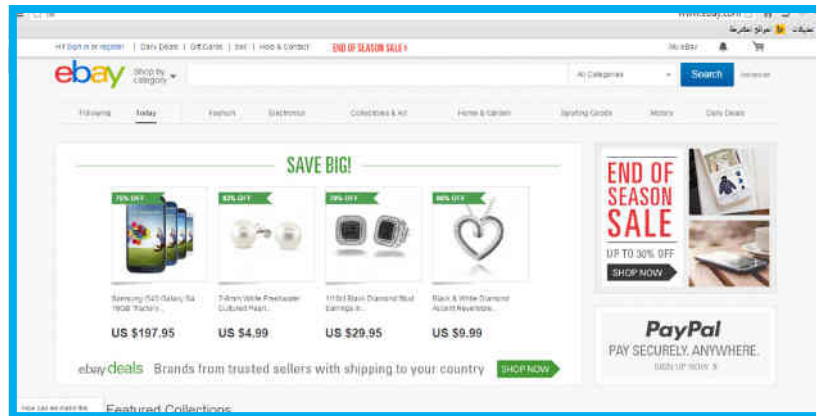 www.ebay.com
مواقع مقترحة
Hi! Sign in or register | Daily Deals | Gift Cards | Sell | Help & Contact END OF SEASON SALE My eBay
ebay Shop by category All Categories Search Advanced
Following Today Fashion Electronics Collectibles & Art Home & Garden Sporting Goods Motors Daily Deals
SAVE BIG!
75% OFF 83% OFF 79% OFF 80% OFF
Samsung i545 Galaxy S4 7-8mm White Freshwater Black Diamond Stud Black & White Diamond
16GB "Factory... Cultured Pearl... Earrings in... Accent Reversible...
US $197.95 US $4.99 US $29.95 US $9.99
ebay deals Brands from trusted sellers with shipping to your country SHOP NOW
END OF
SEASON
SALE
UP TO 30% OFF
SHOP NOW
PayPal
PAY SECURELY. ANYWHERE.
SIGN UP NOW
Featured Collections